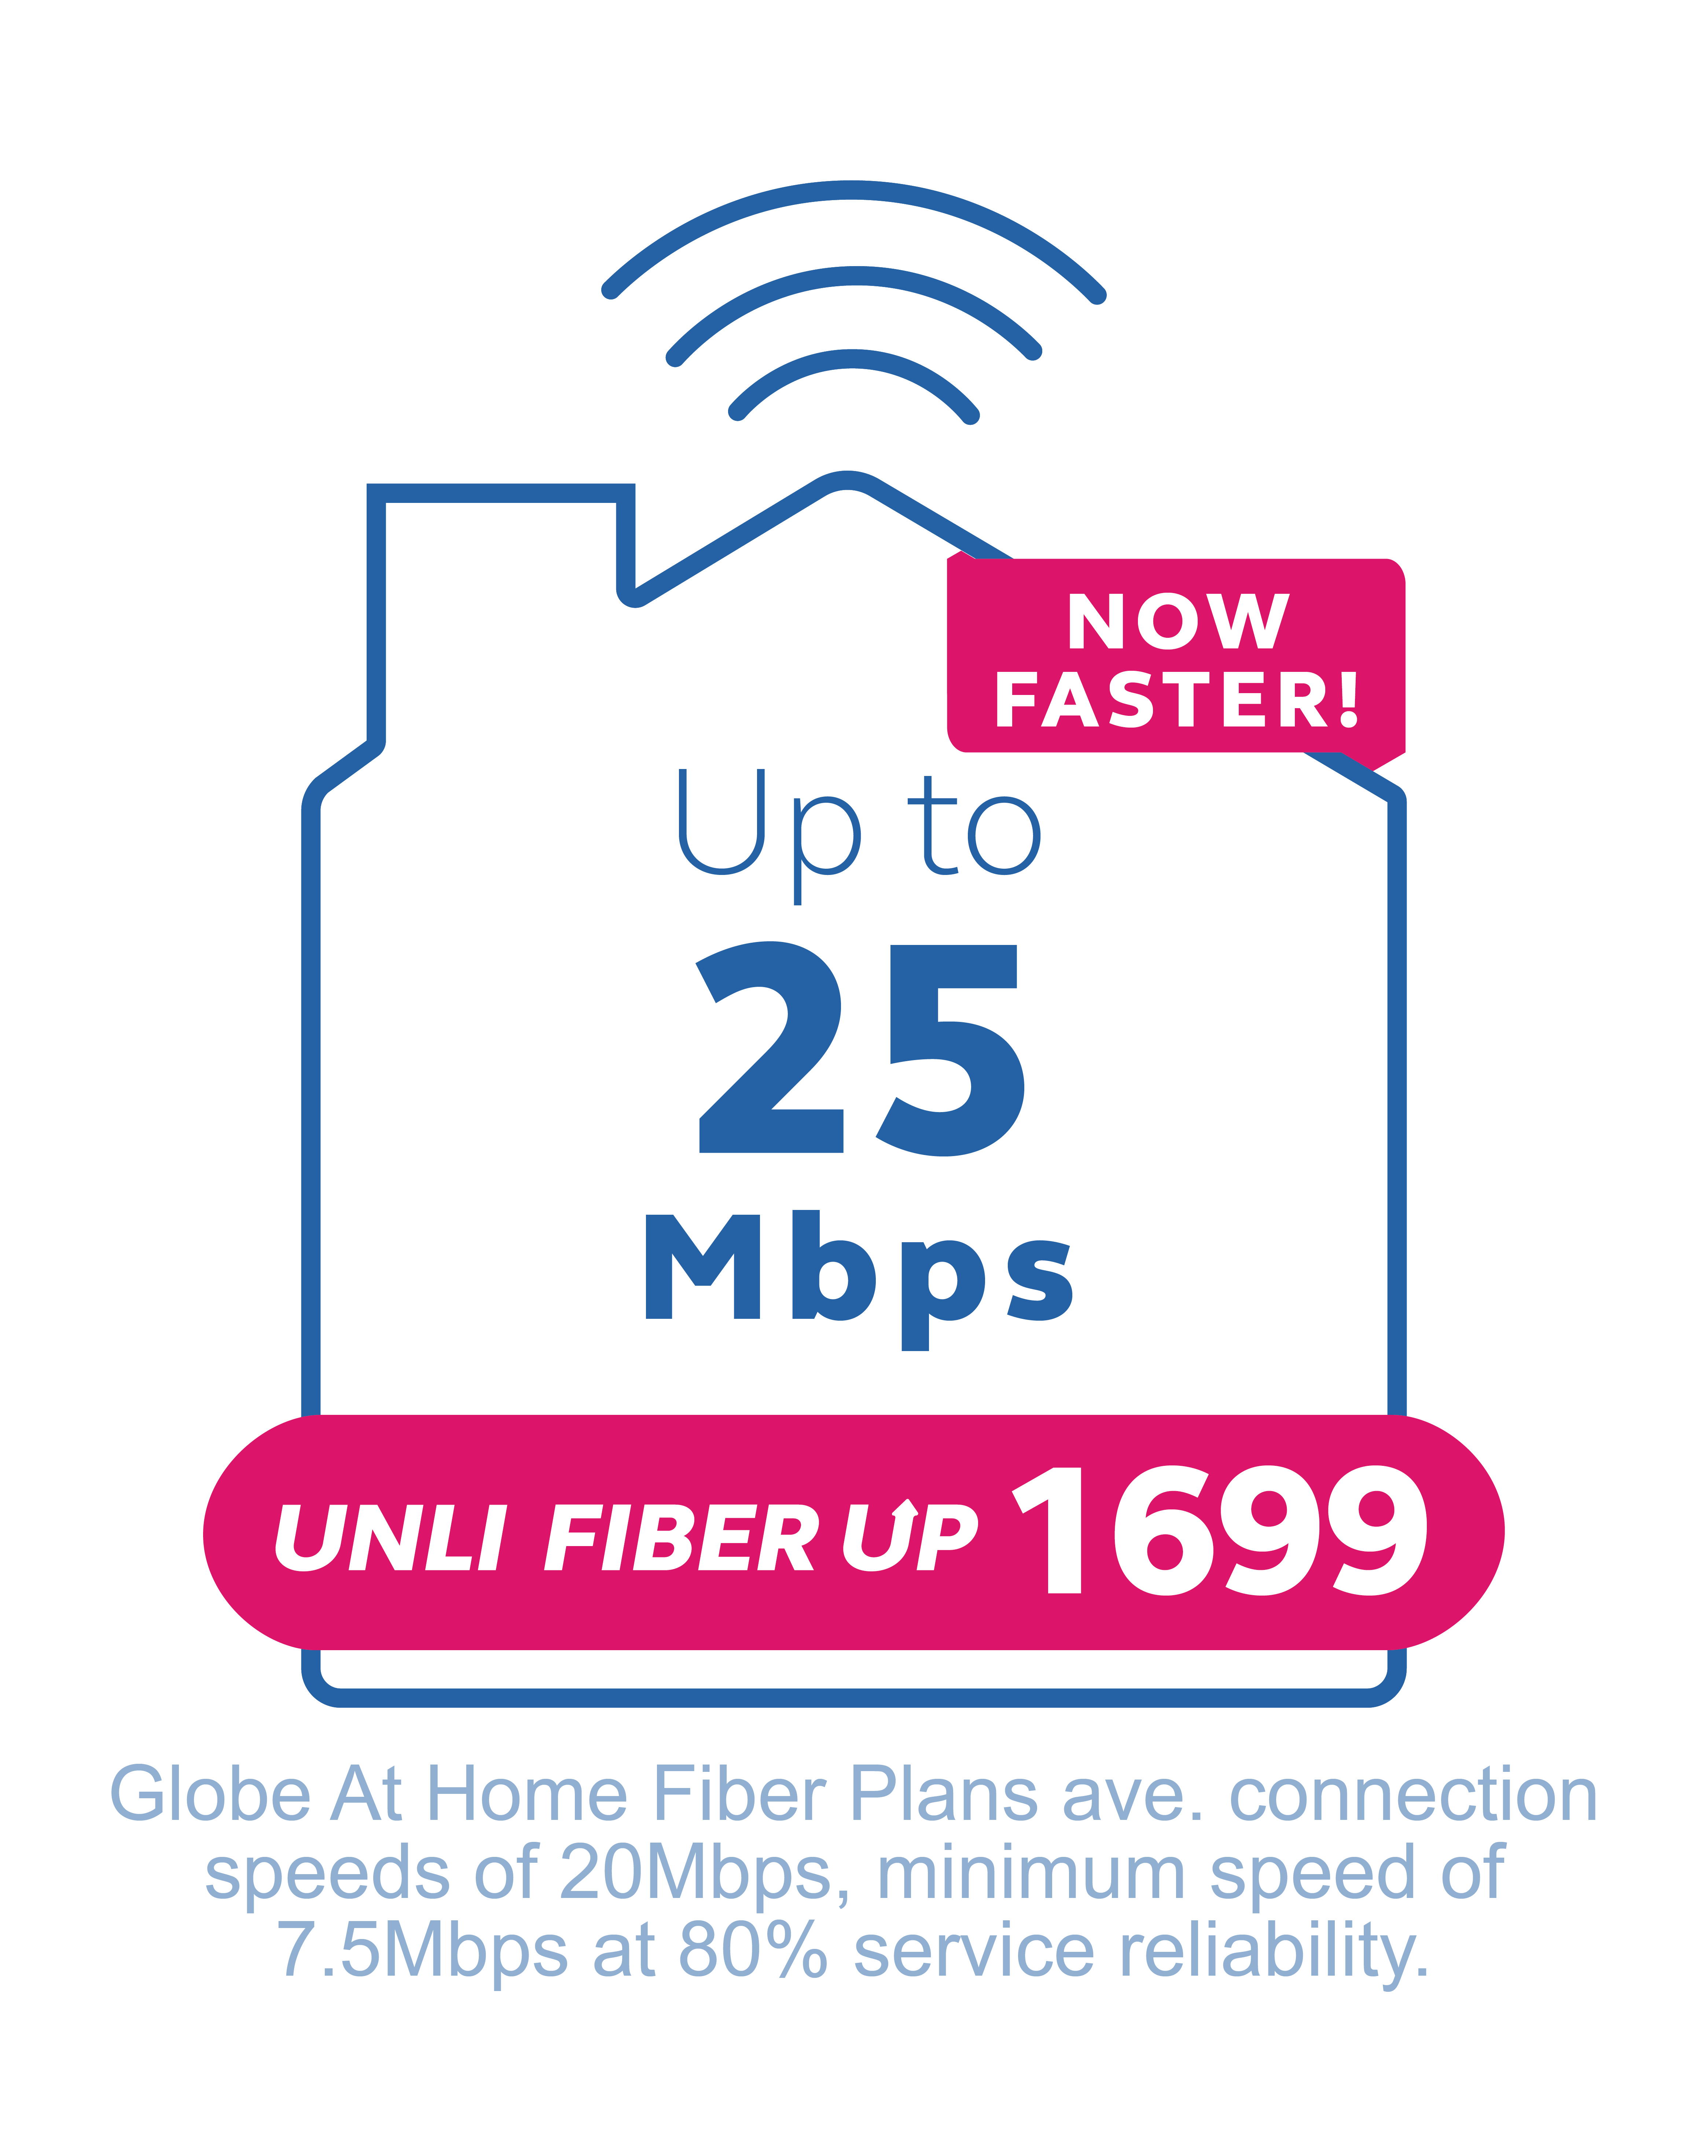 NOW
FASTER!
Up to
25
Mbps
UNLI FIBER UP 1699
Globe At Home Fiber Plans ave. connection
speeds of 20Mbps, minimum speed of
7.5Mbps at 80% service reliability.